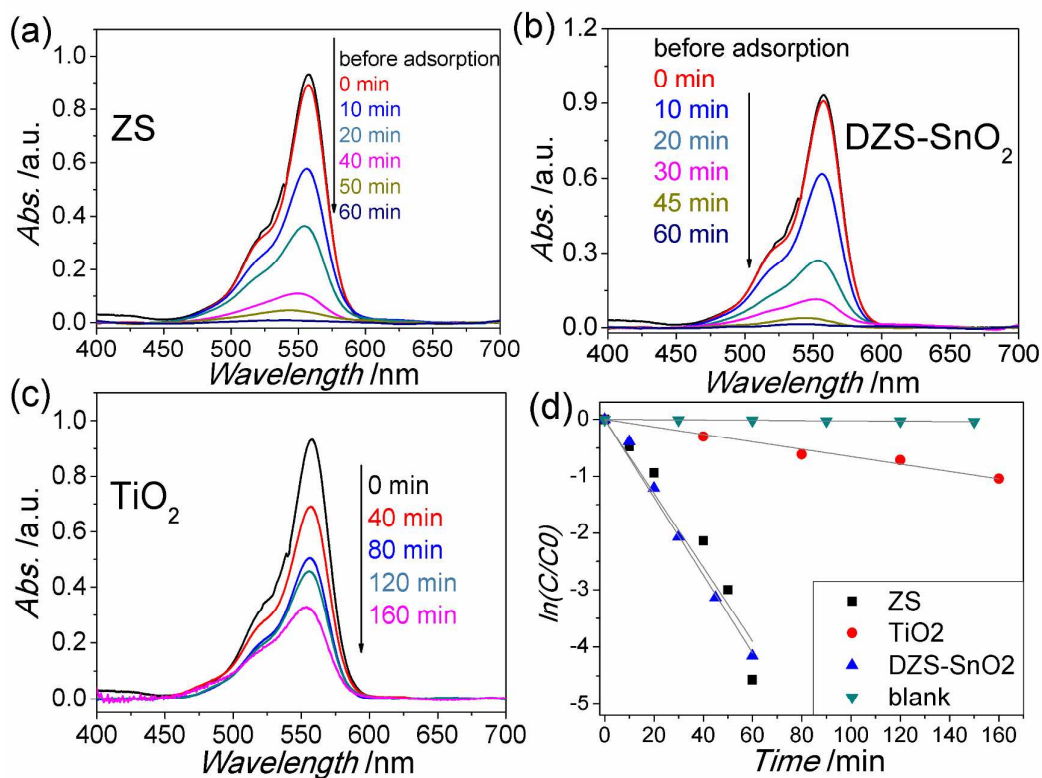 (a)
1.0
0.8
0.6
0.4
0.2
0.0
Abs. /a.u.
ZS
before adsorption
0 min
10 min
20 min
40 min
50 min
60 min
400 450 500 550 600 650 700
Wavelength /nm
(b)
1.2
0.9
0.6
0.3
0.0
Abs. /a.u.
before adsorption
0 min
10 min
20 min
30 min
45 min
60 min
DZS-SnO₂
400 450 500 550 600 650 700
Wavelength /nm
(c)
1.0
0.8
0.6
0.4
0.2
0.0
Abs. /a.u.
TiO₂
0 min
40 min
80 min
120 min
160 min
400 450 500 550 600 650 700
Wavelength /nm
(d)
0
-1
-2
-3
-4
-5
ln(C/C0)
ZS
TiO2
DZS-SnO2
blank
0 20 40 60 80 100 120 140 160
Time /min